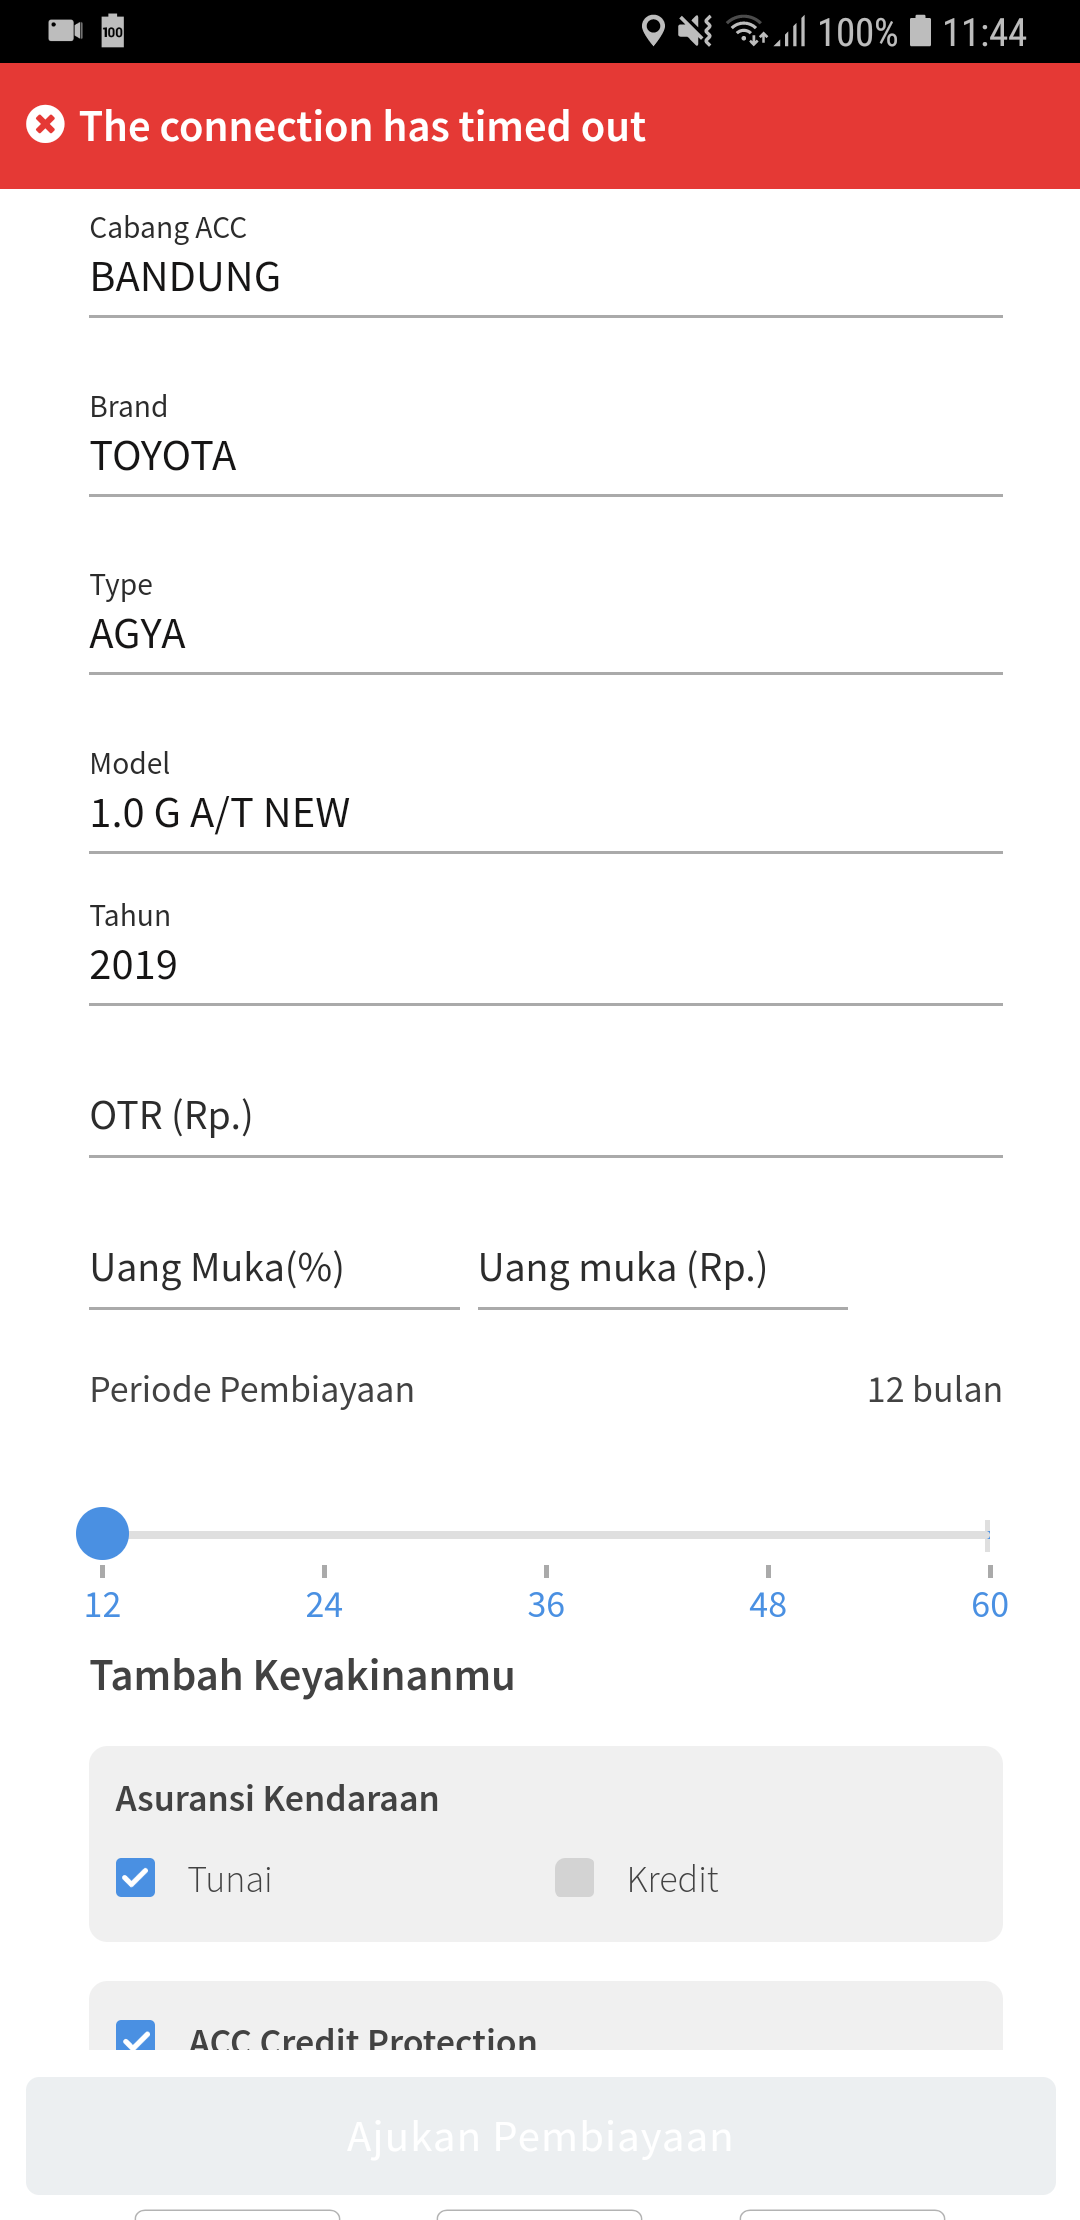 100 100% 11:44
The connection has timed out
Cabang ACC
BANDUNG
Brand
TOYOTA
Type
AGYA
Model
1.0 G A/T NEW
Tahun
2019
OTR (Rp.)
Uang Muka(%) Uang muka (Rp.)
Periode Pembiayaan 12 bulan
12 24 36 48 60
Tambah Keyakinanmu
Asuransi Kendaraan
Tunai Kredit
ACC Credit Protection
Ajukan Pembiayaan